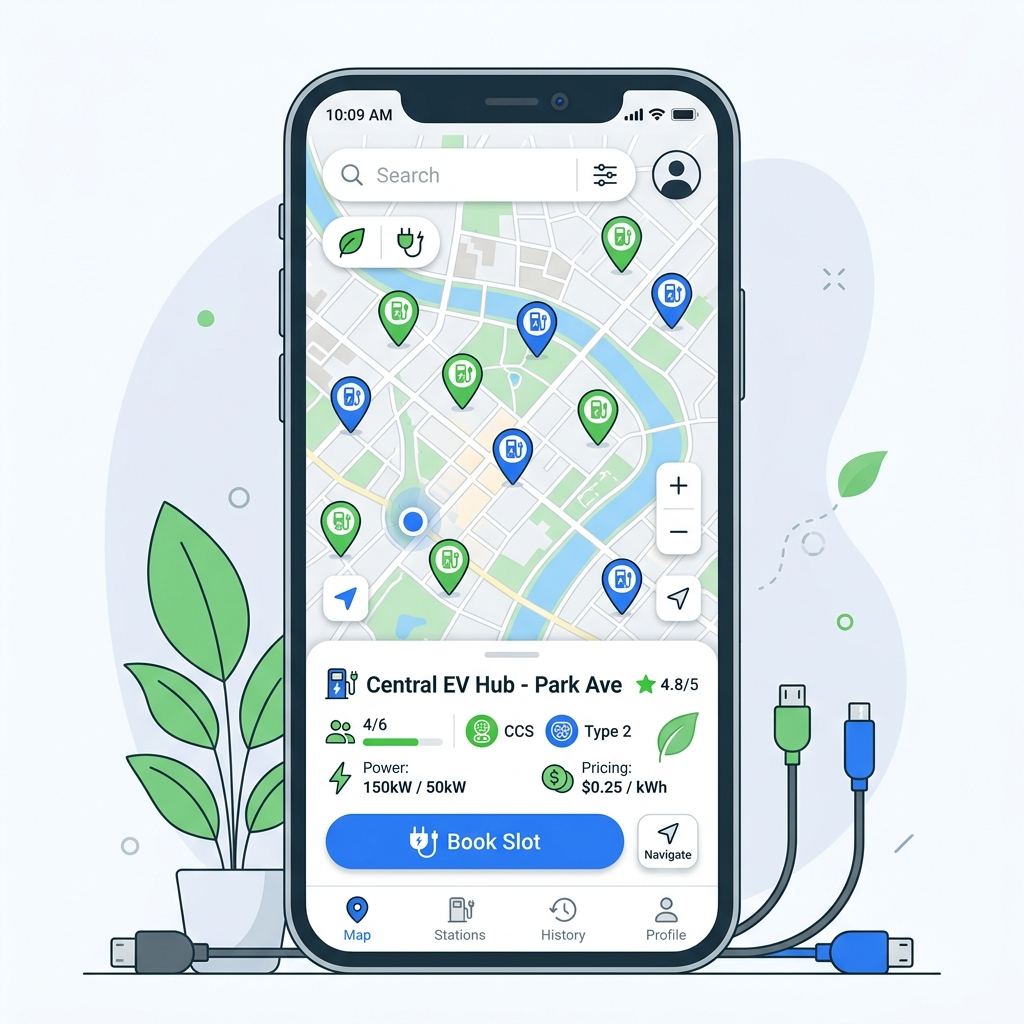 10:09 AM
Search
+
−
Central EV Hub - Park Ave 4.8/5
4/6 CCS Type 2
Power: Pricing:
150kW / 50kW $0.25 / kWh
Book Slot
Navigate
Map Stations History Profile